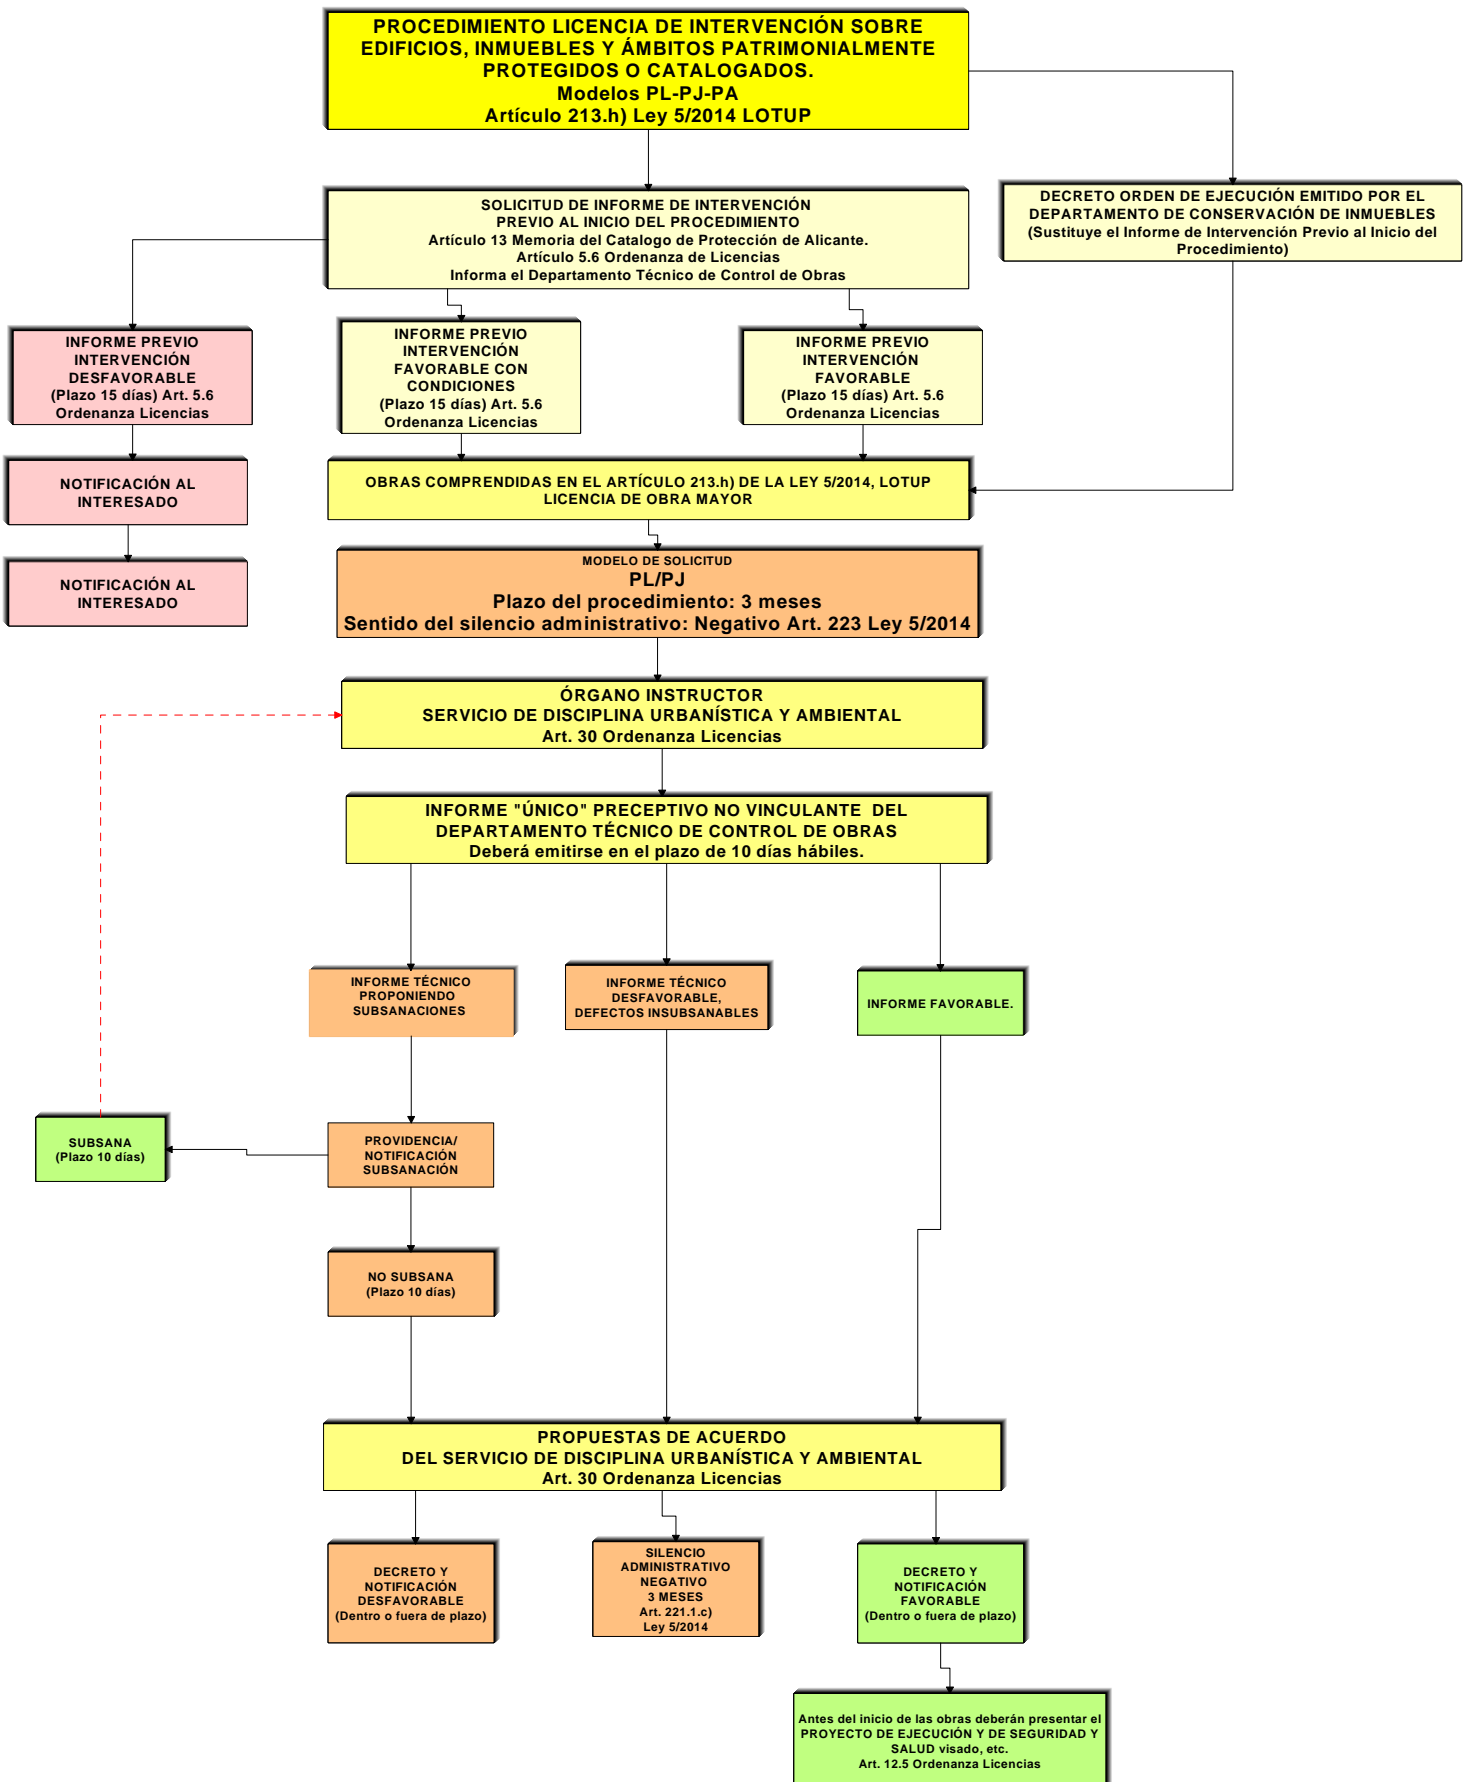 PROCEDIMIENTO LICENCIA DE INTERVENCIÓN SOBRE
EDIFICIOS, INMUEBLES Y ÁMBITOS PATRIMONIALMENTE
PROTEGIDOS O CATALOGADOS.
Modelos PL-PJ-PA
Artículo 213.h) Ley 5/2014 LOTUP
SOLICITUD DE INFORME DE INTERVENCIÓN
PREVIO AL INICIO DEL PROCEDIMIENTO
Artículo 13 Memoria del Catalogo de Protección de Alicante.
Artículo 5.6 Ordenanza de Licencias
Informa el Departamento Técnico de Control de Obras
DECRETO ORDEN DE EJECUCIÓN EMITIDO POR EL
DEPARTAMENTO DE CONSERVACIÓN DE INMUEBLES
(Sustituye el Informe de Intervención Previo al Inicio del
Procedimiento)
INFORME PREVIO
INTERVENCIÓN
DESFAVORABLE
(Plazo 15 días) Art. 5.6
Ordenanza Licencias
INFORME PREVIO
INTERVENCIÓN
FAVORABLE CON
CONDICIONES
(Plazo 15 días) Art. 5.6
Ordenanza Licencias
INFORME PREVIO
INTERVENCIÓN
FAVORABLE
(Plazo 15 días) Art. 5.6
Ordenanza Licencias
NOTIFICACIÓN AL
INTERESADO
OBRAS COMPRENDIDAS EN EL ARTÍCULO 213.h) DE LA LEY 5/2014, LOTUP
LICENCIA DE OBRA MAYOR
NOTIFICACIÓN AL
INTERESADO
MODELO DE SOLICITUD
PL/PJ
Plazo del procedimiento: 3 meses
Sentido del silencio administrativo: Negativo Art. 223 Ley 5/2014
ÓRGANO INSTRUCTOR
SERVICIO DE DISCIPLINA URBANÍSTICA Y AMBIENTAL
Art. 30 Ordenanza Licencias
INFORME "ÚNICO" PRECEPTIVO NO VINCULANTE DEL
DEPARTAMENTO TÉCNICO DE CONTROL DE OBRAS
Deberá emitirse en el plazo de 10 días hábiles.
INFORME TÉCNICO
PROPONIENDO
SUBSANACIONES
INFORME TÉCNICO
DESFAVORABLE,
DEFECTOS INSUBSANABLES
INFORME FAVORABLE.
SUBSANA
(Plazo 10 días)
PROVIDENCIA/
NOTIFICACIÓN
SUBSANACIÓN
NO SUBSANA
(Plazo 10 días)
PROPUESTAS DE ACUERDO
DEL SERVICIO DE DISCIPLINA URBANÍSTICA Y AMBIENTAL
Art. 30 Ordenanza Licencias
DECRETO Y
NOTIFICACIÓN
DESFAVORABLE
(Dentro o fuera de plazo)
SILENCIO
ADMINISTRATIVO
NEGATIVO
3 MESES
Art. 221.1.c)
Ley 5/2014
DECRETO Y
NOTIFICACIÓN
FAVORABLE
(Dentro o fuera de plazo)
Antes del inicio de las obras deberán presentar el
PROYECTO DE EJECUCIÓN Y DE SEGURIDAD Y
SALUD visado, etc.
Art. 12.5 Ordenanza Licencias